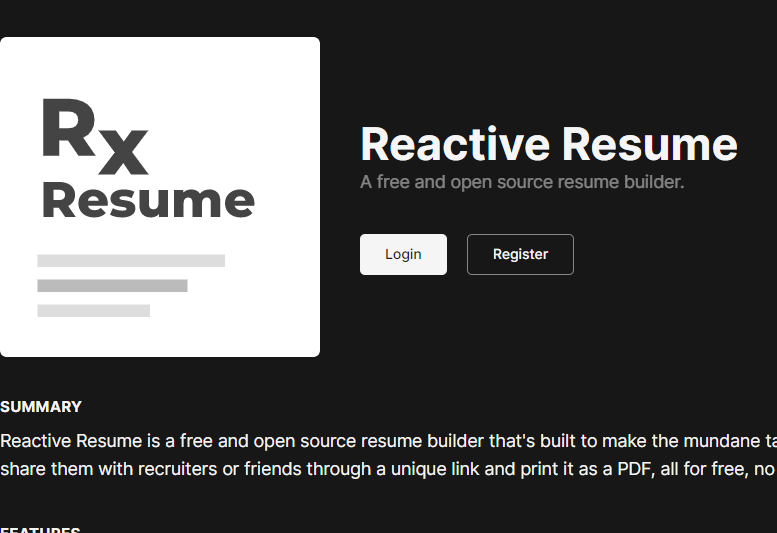 Rx
Resume
Reactive Resume
A free and open source resume builder.
Login
Register
SUMMARY
Reactive Resume is a free and open source resume builder that's built to make the mundane ta
share them with recruiters or friends through a unique link and print it as a PDF, all for free, no
FEATURES